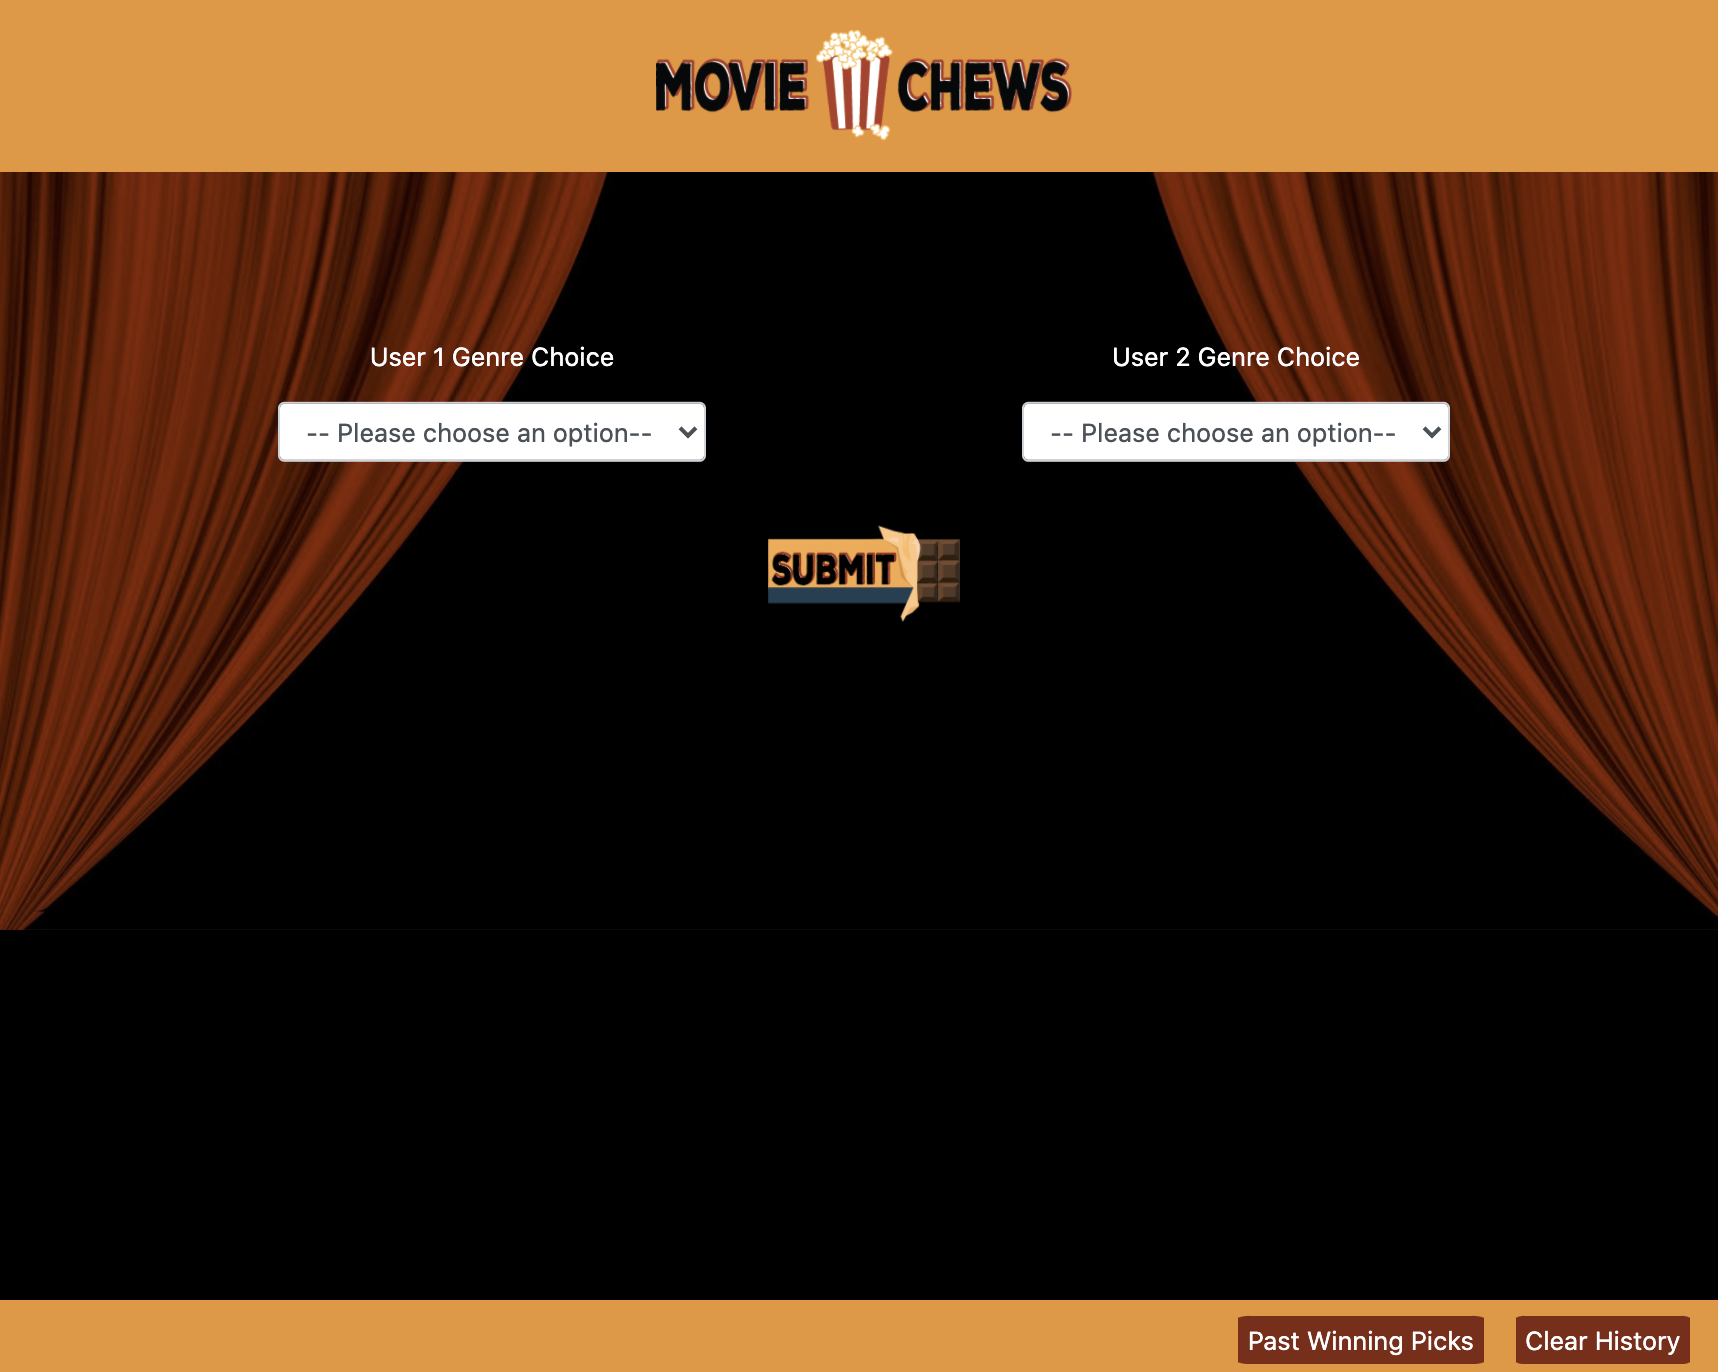 MOVIE CHEWS
User 1 Genre Choice
User 2 Genre Choice
-- Please choose an option--
-- Please choose an option--
SUBMIT
Past Winning Picks
Clear History